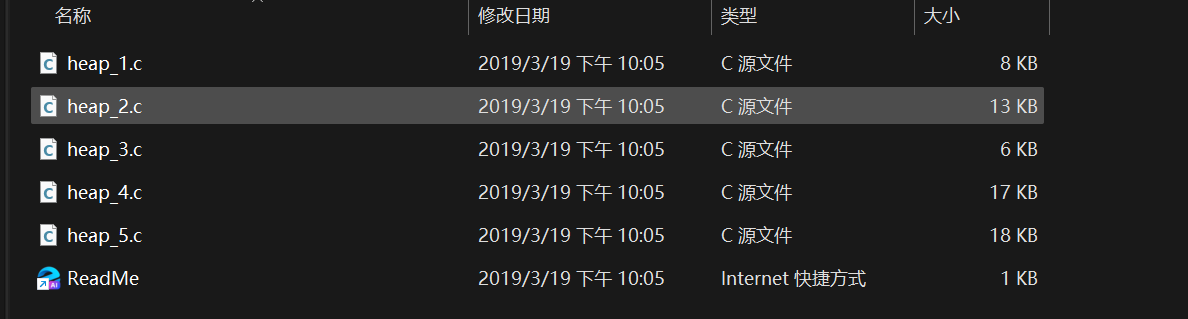 名称 修改日期 类型 大小
heap_1.c 2019/3/19 下午 10:05 C 源文件 8 KB
heap_2.c 2019/3/19 下午 10:05 C 源文件 13 KB
heap_3.c 2019/3/19 下午 10:05 C 源文件 6 KB
heap_4.c 2019/3/19 下午 10:05 C 源文件 17 KB
heap_5.c 2019/3/19 下午 10:05 C 源文件 18 KB
ReadMe 2019/3/19 下午 10:05 Internet 快捷方式 1 KB